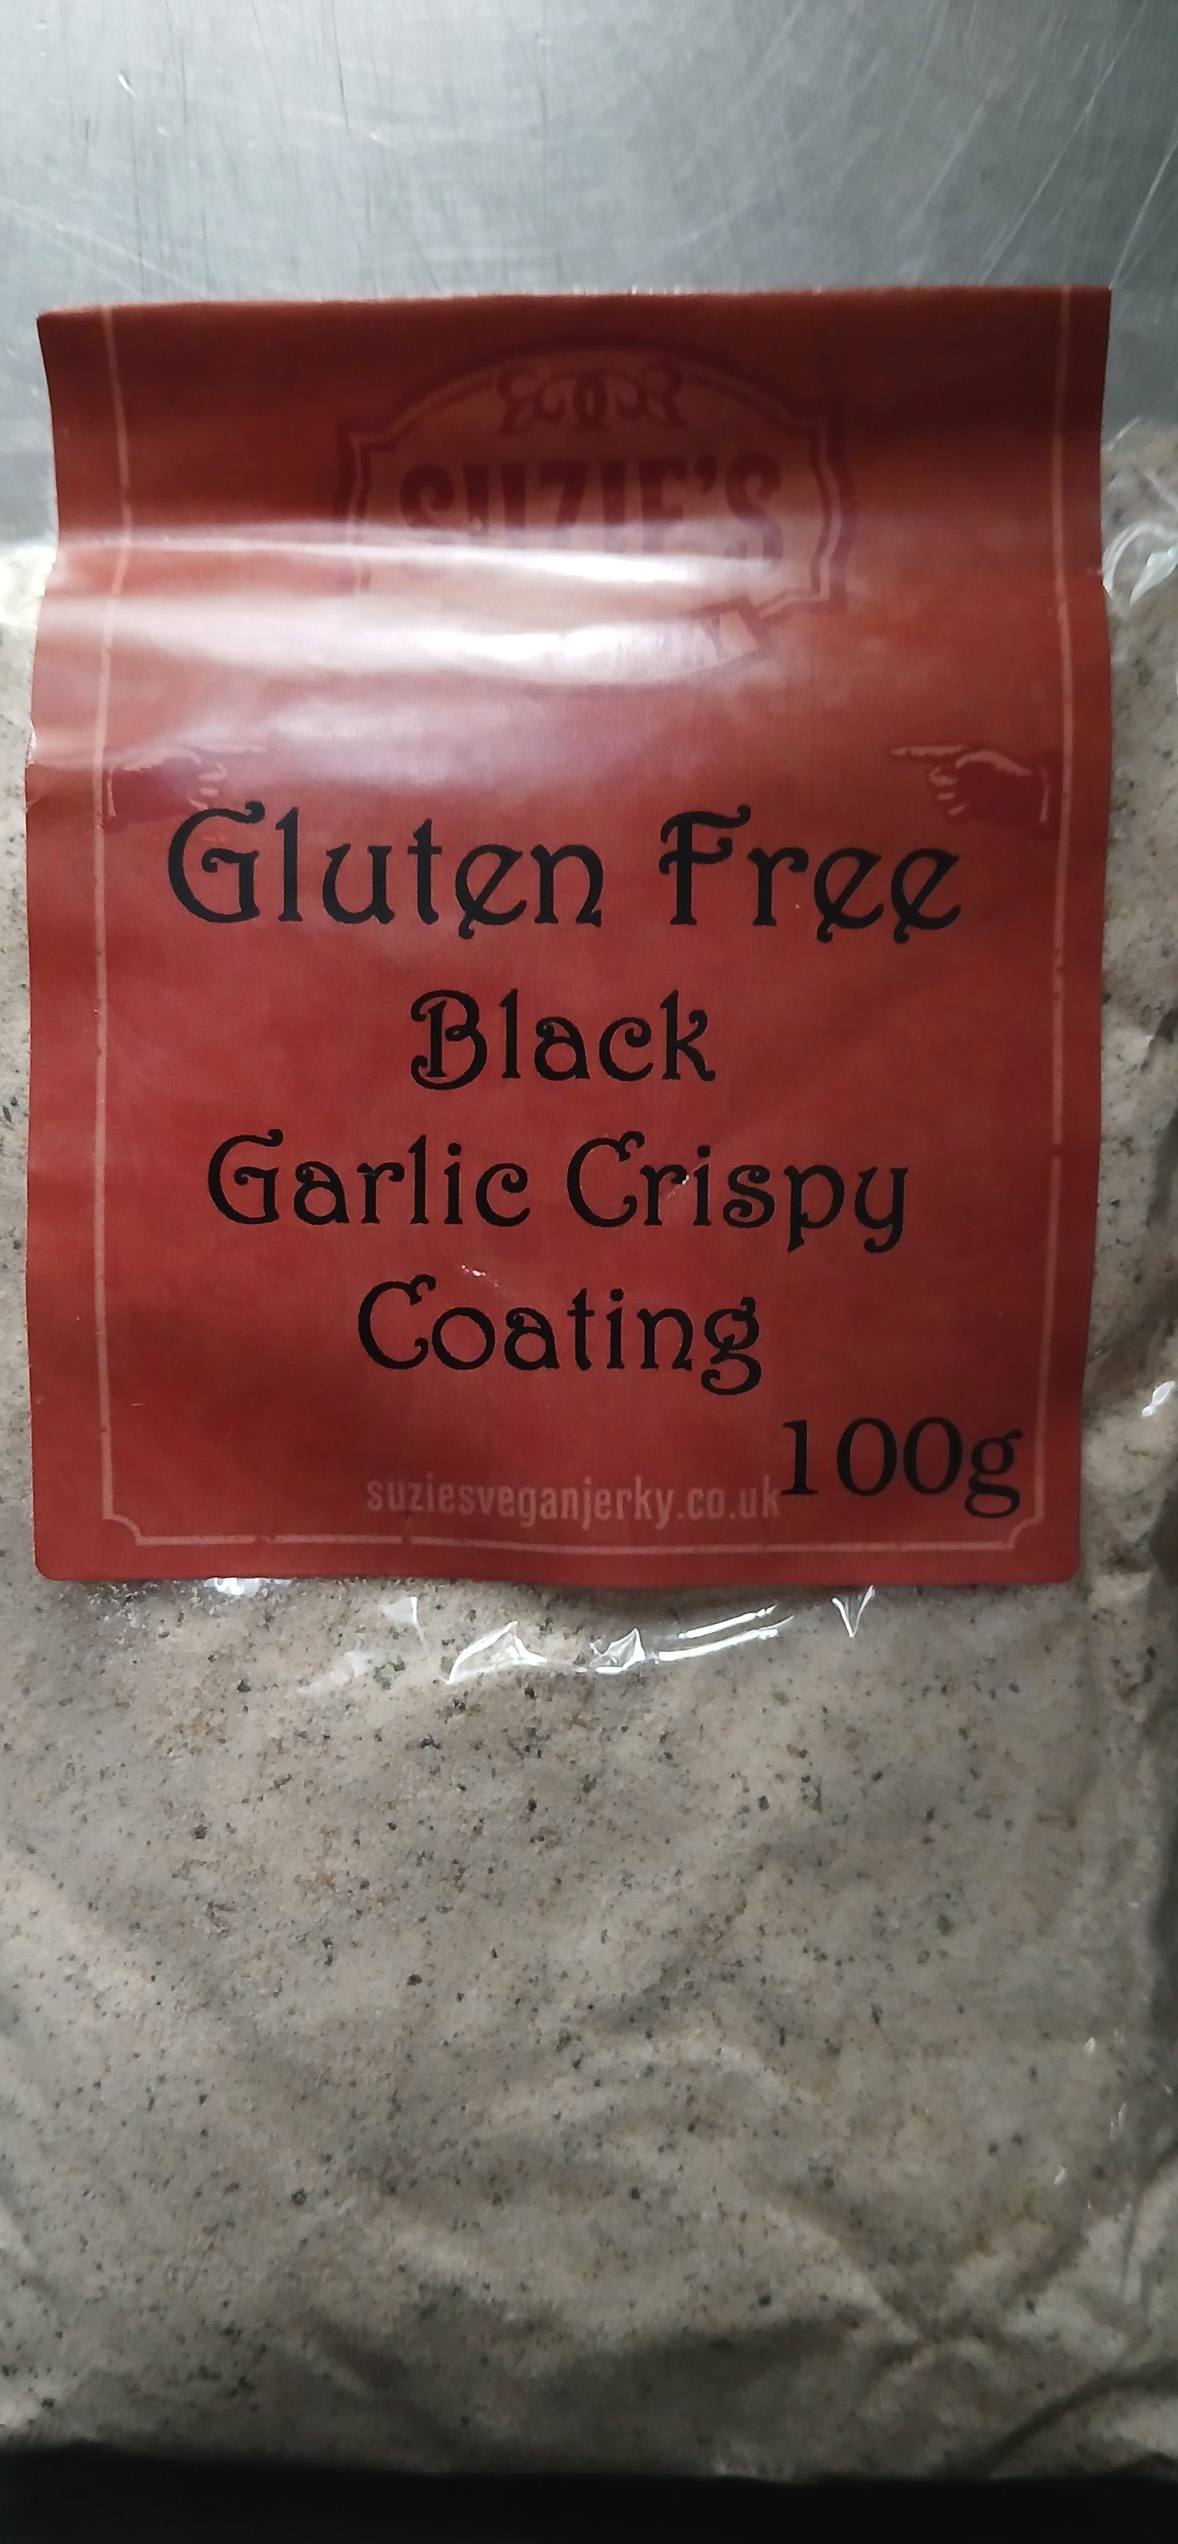 SUZIE'S
Gluten Free
Black
Garlic Crispy
Coating
100g
suziesveganjerky.co.uk